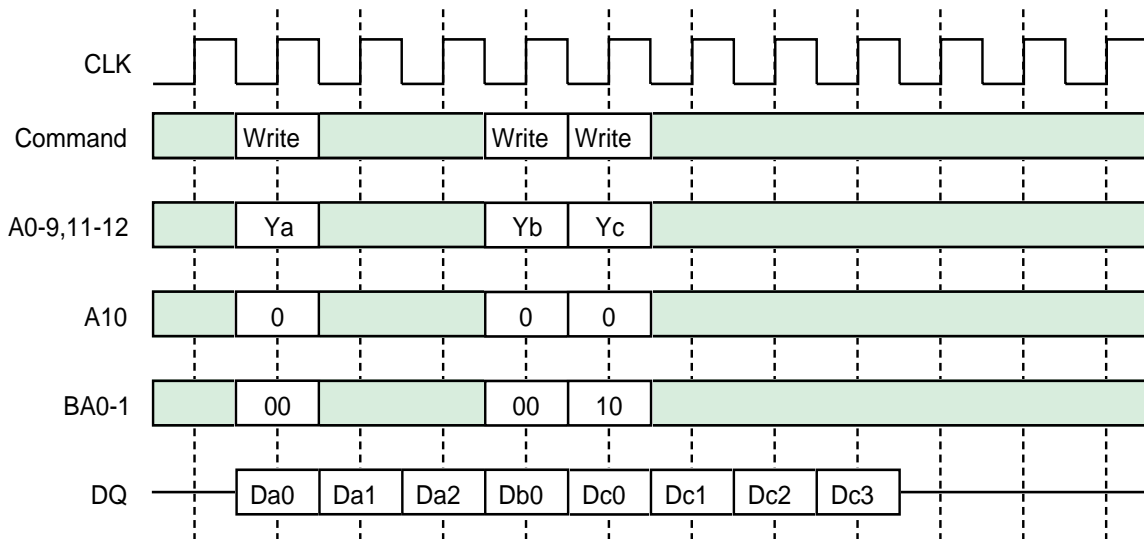 CLK
Command Write Write Write
A0-9,11-12 Ya Yb Yc
A10 0 0 0
BA0-1 00 00 10
DQ Da0 Da1 Da2 Db0 Dc0 Dc1 Dc2 Dc3